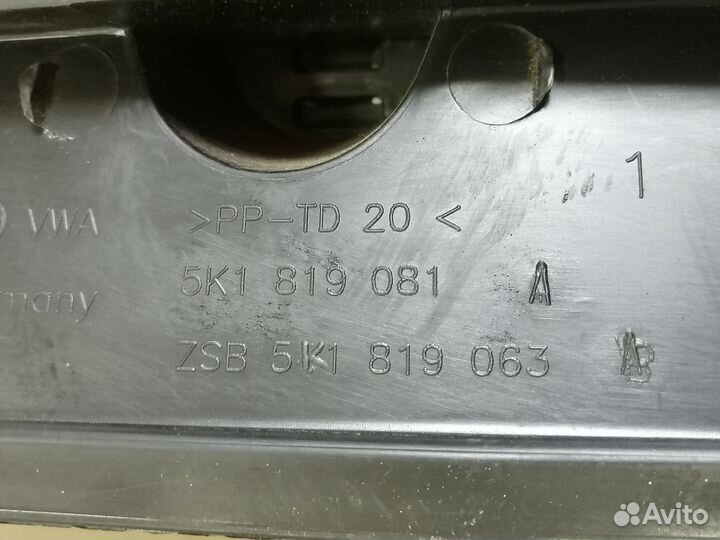 1
VWA >PP-TD 20<
5K1 819 081 A
many
ZSB 5K1 819 063
Avito